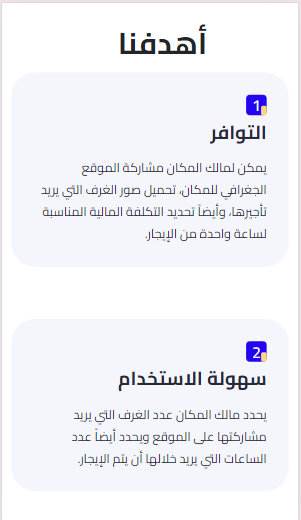 أهدفنا
1
التوافر
يمكن لمالك المكان مشاركة الموقع
الجغرافي للمكان، تحميل صور الغرف التي يريد
تأجيرها، وأيضاً تحديد التكلفة المالية المناسبة
لساعة واحدة من الإيجار.
2
سهولة الاستخدام
يحدد مالك المكان عدد الغرف التي يريد
مشاركتها على الموقع ويحدد أيضاً عدد
الساعات التي يريد خلالها أن يتم الإيجار.